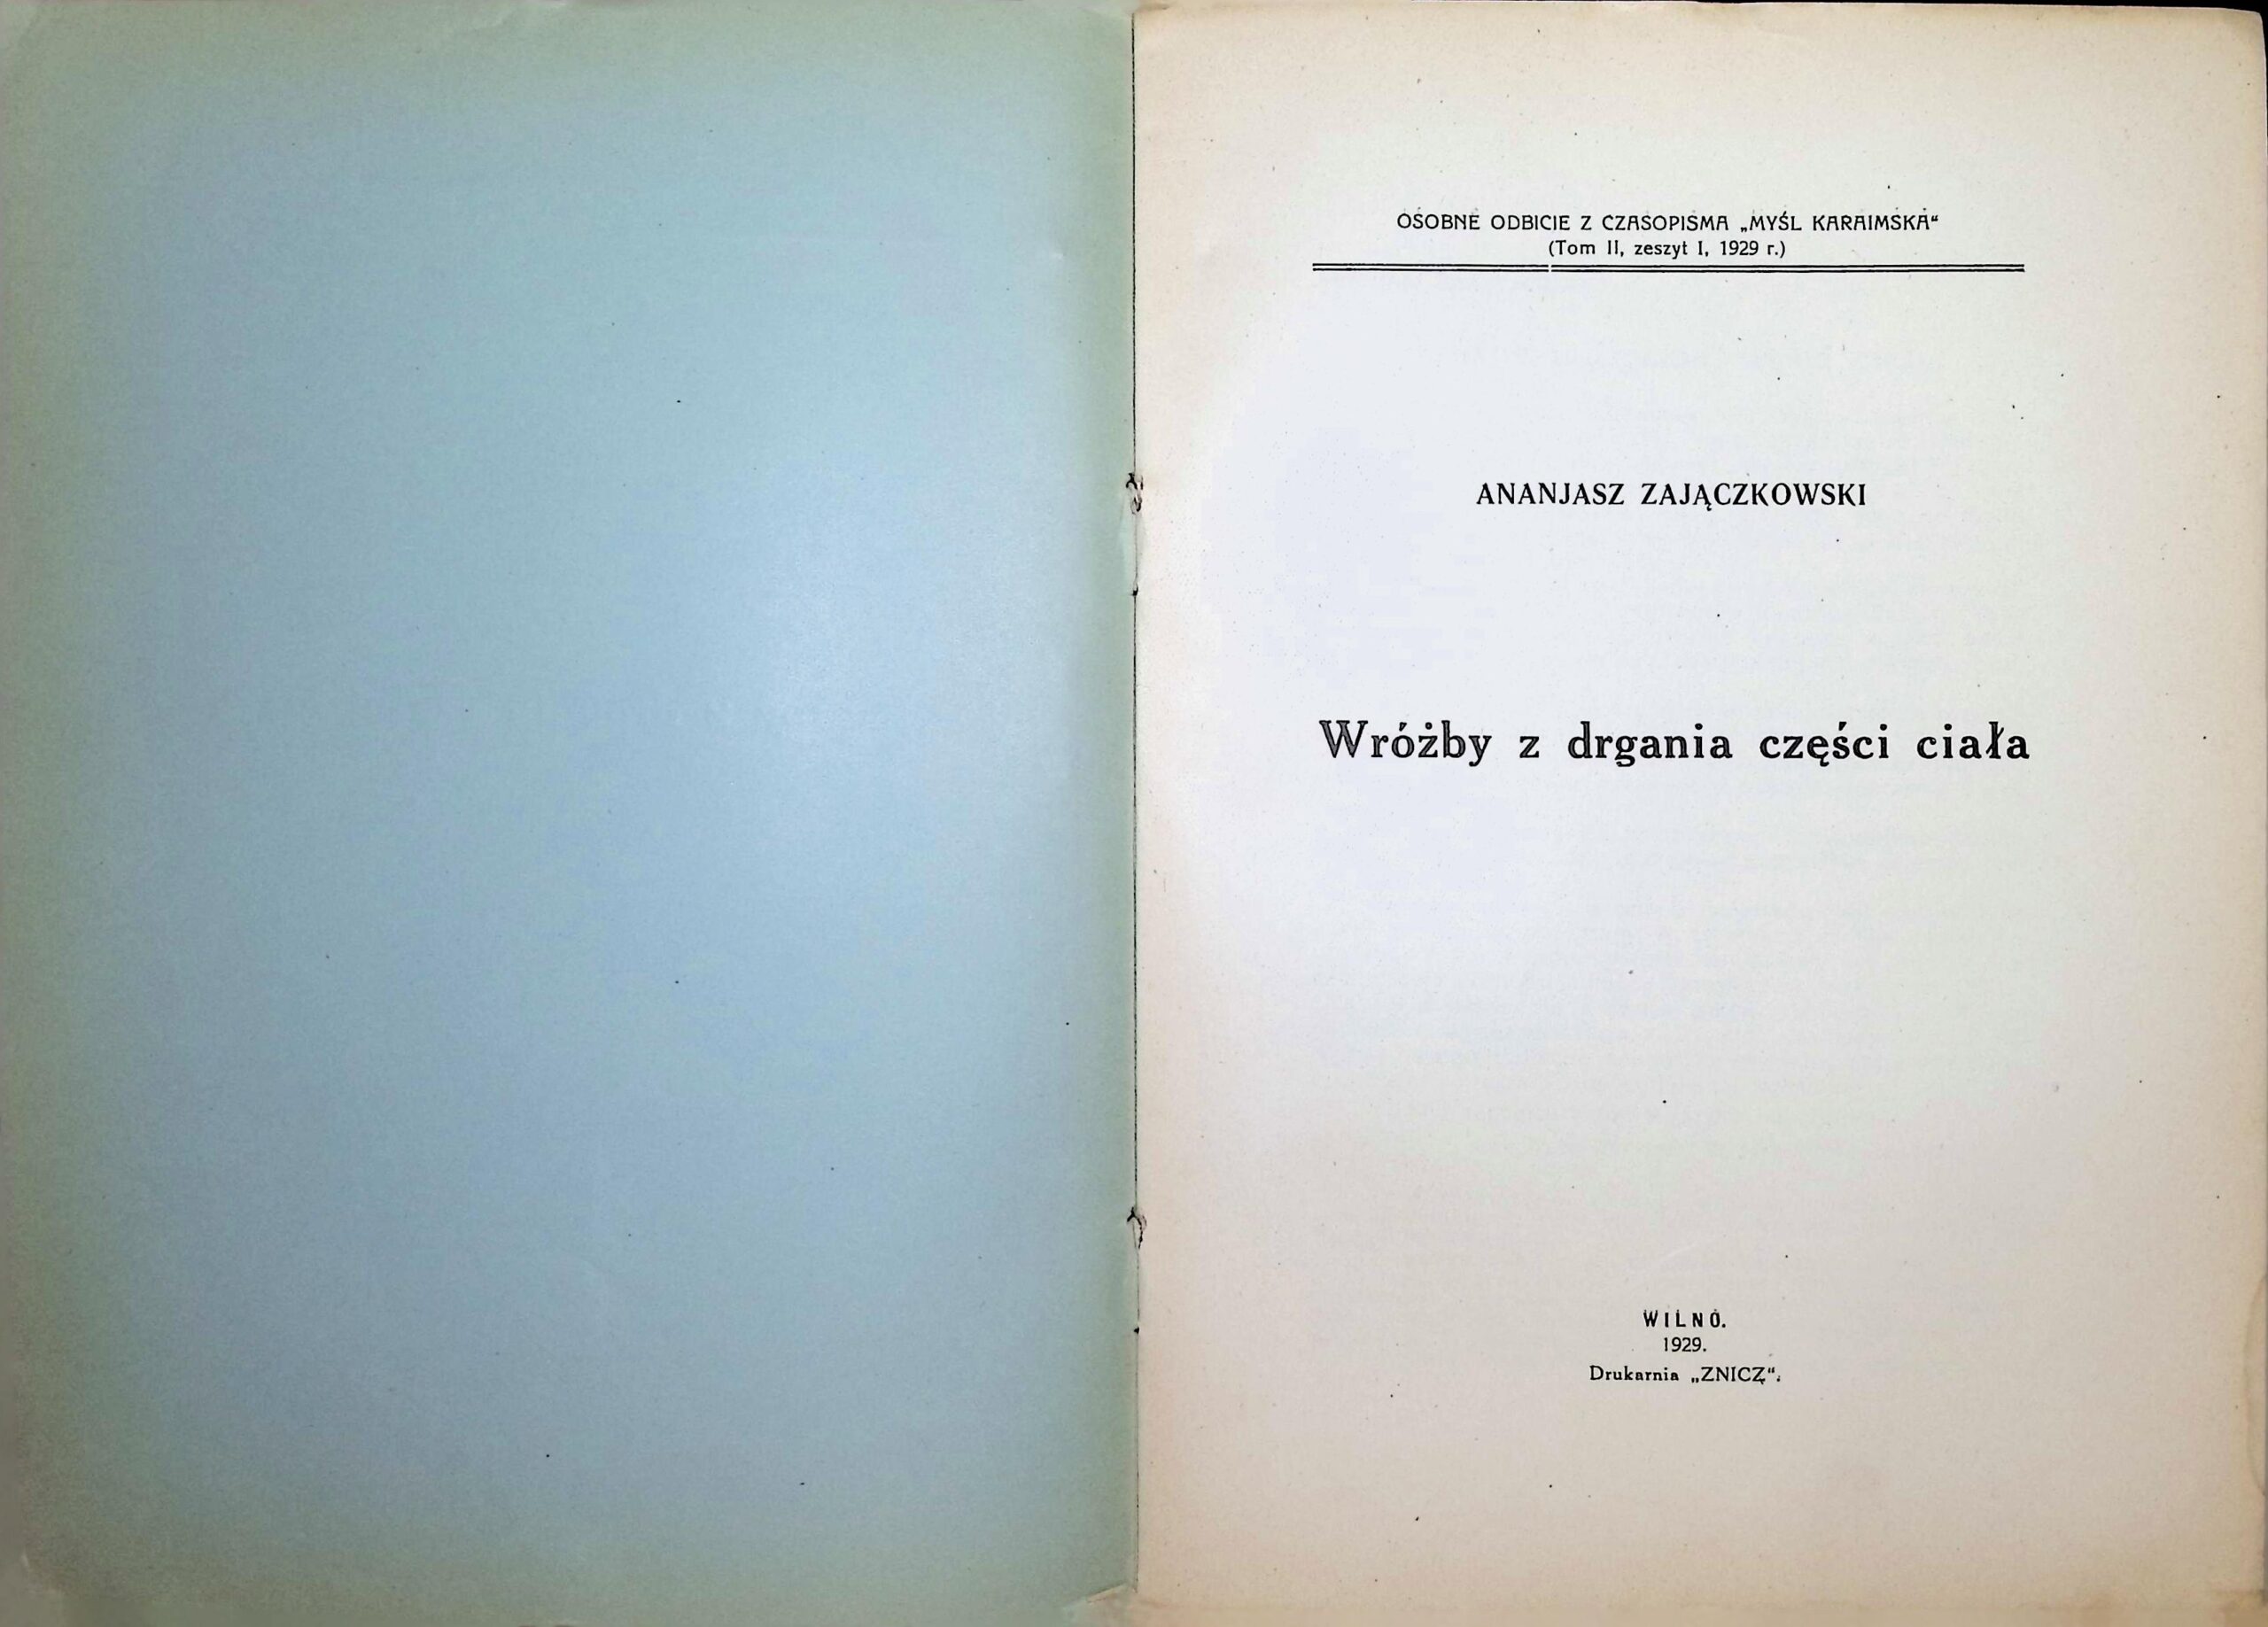 OSOBNE ODBICIE Z CZASOPISMA „MYŚL KARAIMSKA“
(Tom II, zeszyt I, 1929 r.)
ANANJASZ ZAJĄCZKOWSKI
Wróżby z drgania części ciała
WILNO.
1929.
Drukarnia „ZNICZ“.